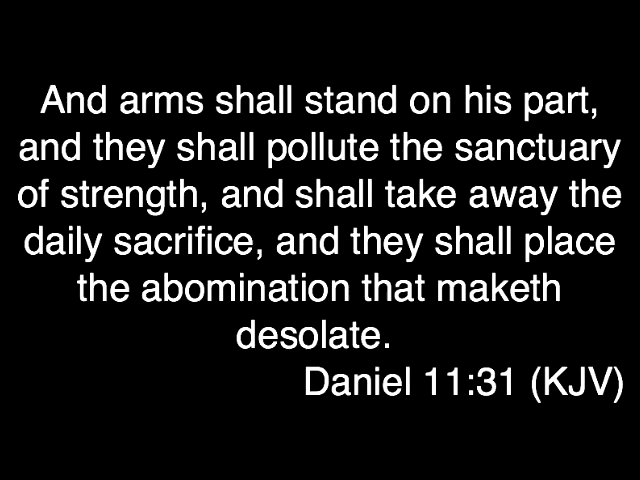 And arms shall stand on his part,
and they shall pollute the sanctuary
of strength, and shall take away the
daily sacrifice, and they shall place
the abomination that maketh
desolate.
Daniel 11:31 (KJV)